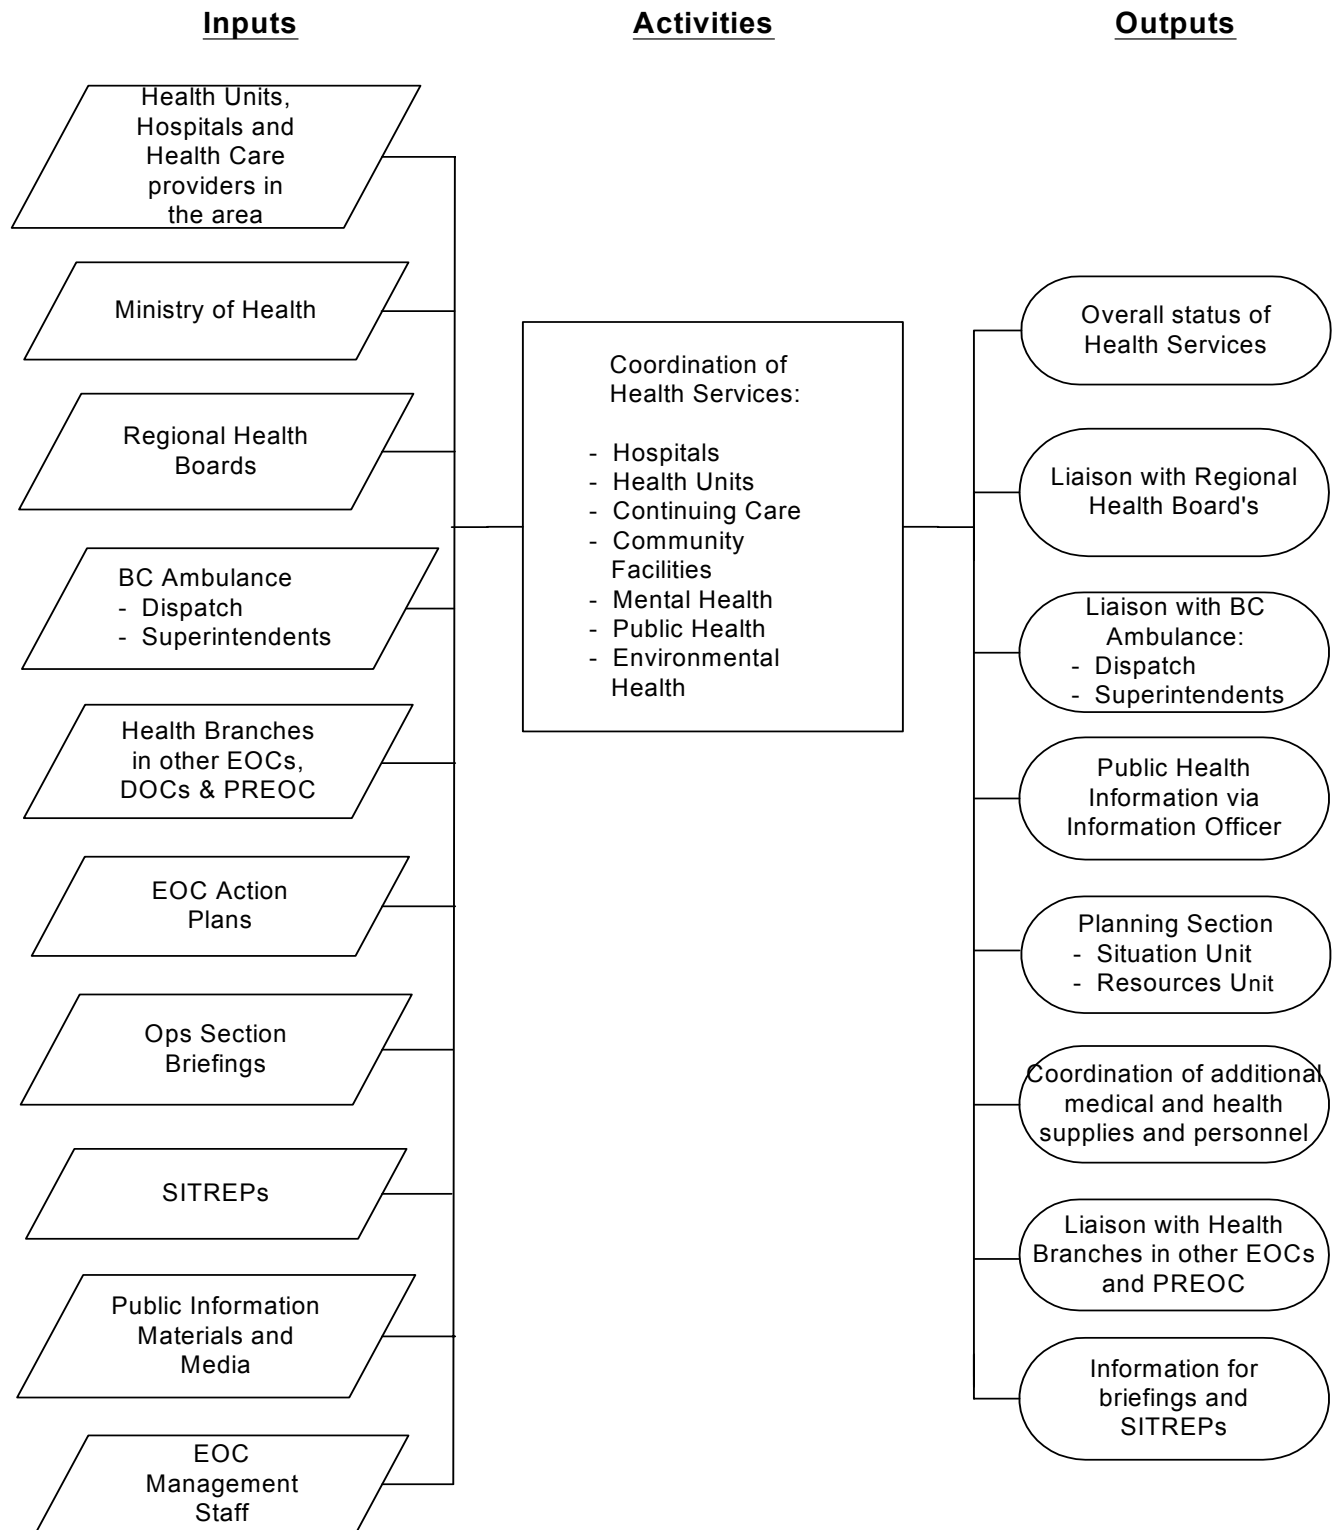 Inputs
Activities
Outputs
Health Units,
Hospitals and
Health Care
providers in
the area
Ministry of Health
Regional Health
Boards
BC Ambulance
- Dispatch
- Superintendents
Health Branches
in other EOCs,
DOCs & PREOC
EOC Action
Plans
Ops Section
Briefings
SITREPs
Public Information
Materials and
Media
EOC
Management
Staff
Coordination of
Health Services:
- Hospitals
- Health Units
- Continuing Care
- Community
Facilities
- Mental Health
- Public Health
- Environmental
Health
Overall status of
Health Services
Liaison with Regional
Health Board's
Liaison with BC
Ambulance:
- Dispatch
- Superintendents
Public Health
Information via
Information Officer
Planning Section
- Situation Unit
- Resources Unit
Coordination of additional
medical and health
supplies and personnel
Liaison with Health
Branches in other EOCs
and PREOC
Information for
briefings and
SITREPs